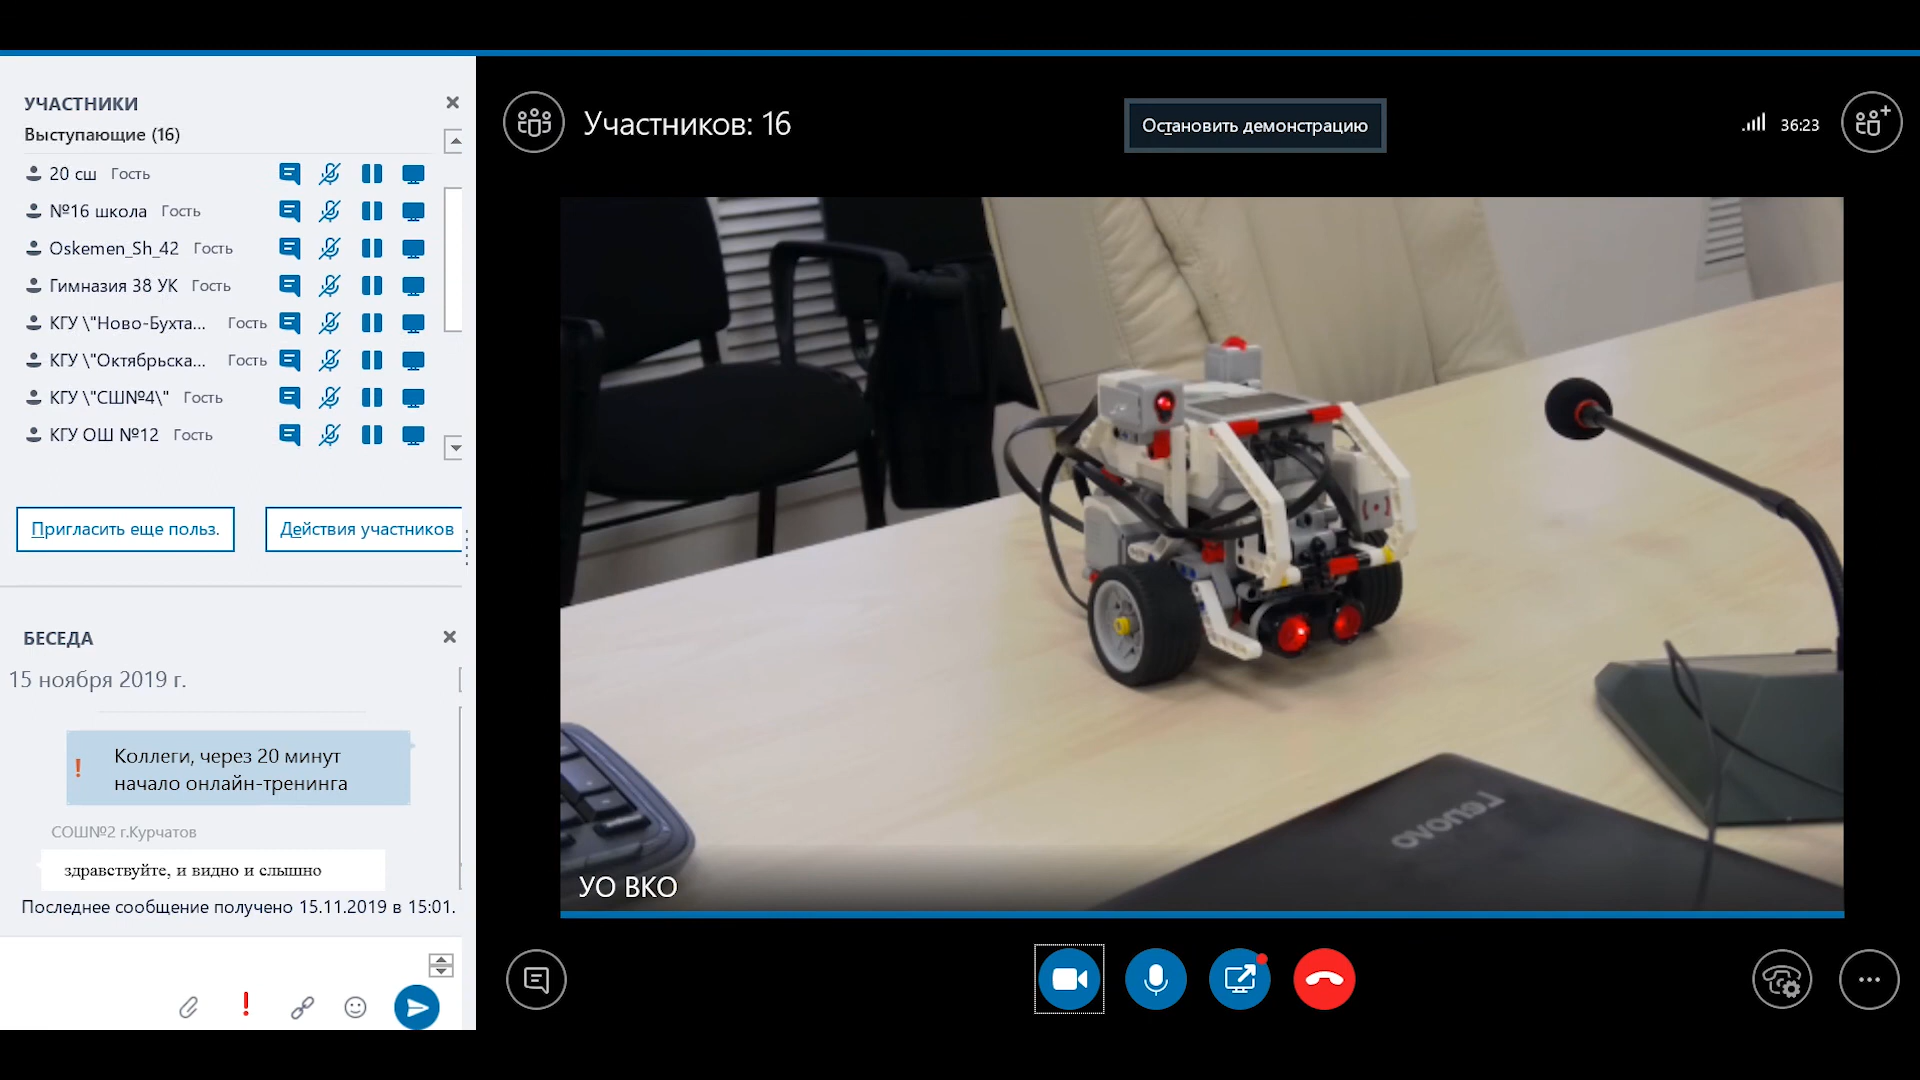 УЧАСТНИКИ
Выступающие (16)
20 сш Гость
№16 школа Гость
Oskemen_Sh_42 Гость
Гимназия 38 УК Гость
КГУ \"Ново-Бухта... Гость
КГУ \"Октябрьска... Гость
КГУ \"СШ№4\" Гость
КГУ ОШ №12 Гость
Пригласить еще польз.
Действия участников
БЕСЕДА
15 ноября 2019 г.
! Коллеги, через 20 минут
начало онлайн-тренинга
СОШ№2 г.Курчатов
здравствуйте, и видно и слышно
Последнее сообщение получено 15.11.2019 в 15:01.
Участников: 16
Остановить демонстрацию
36:23
lenovo
УО ВКО